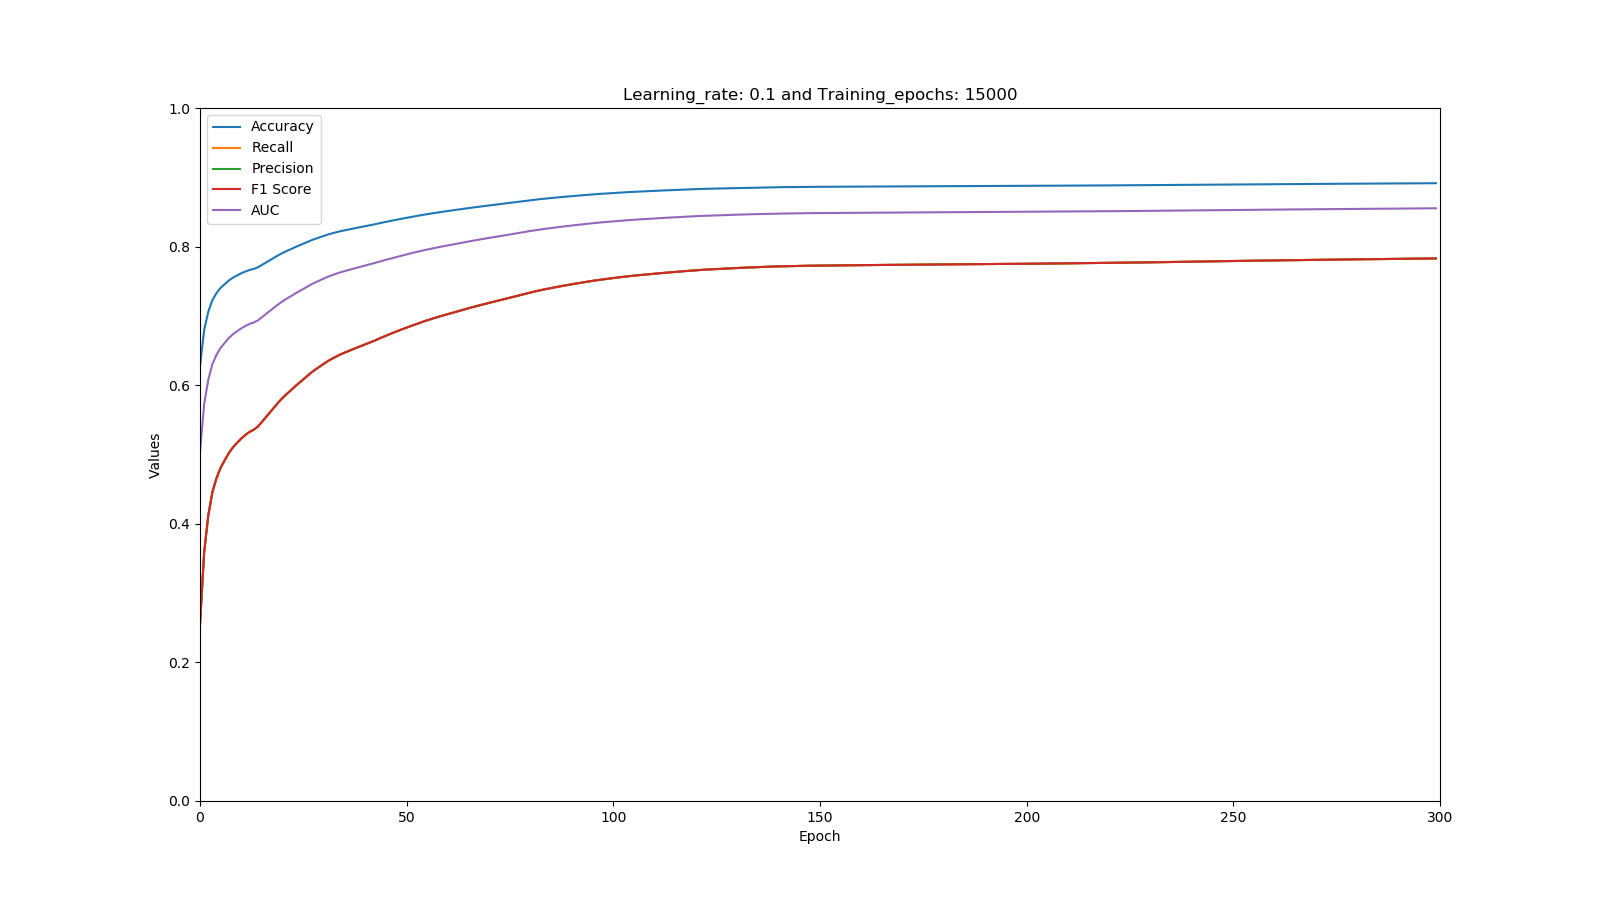 Learning_rate: 0.1 and Training_epochs: 15000
Accuracy
Recall
Precision
F1 Score
AUC
1.0
0.8
0.6
0.4
0.2
0.0
Values
0 50 100 150 200 250 300
Epoch